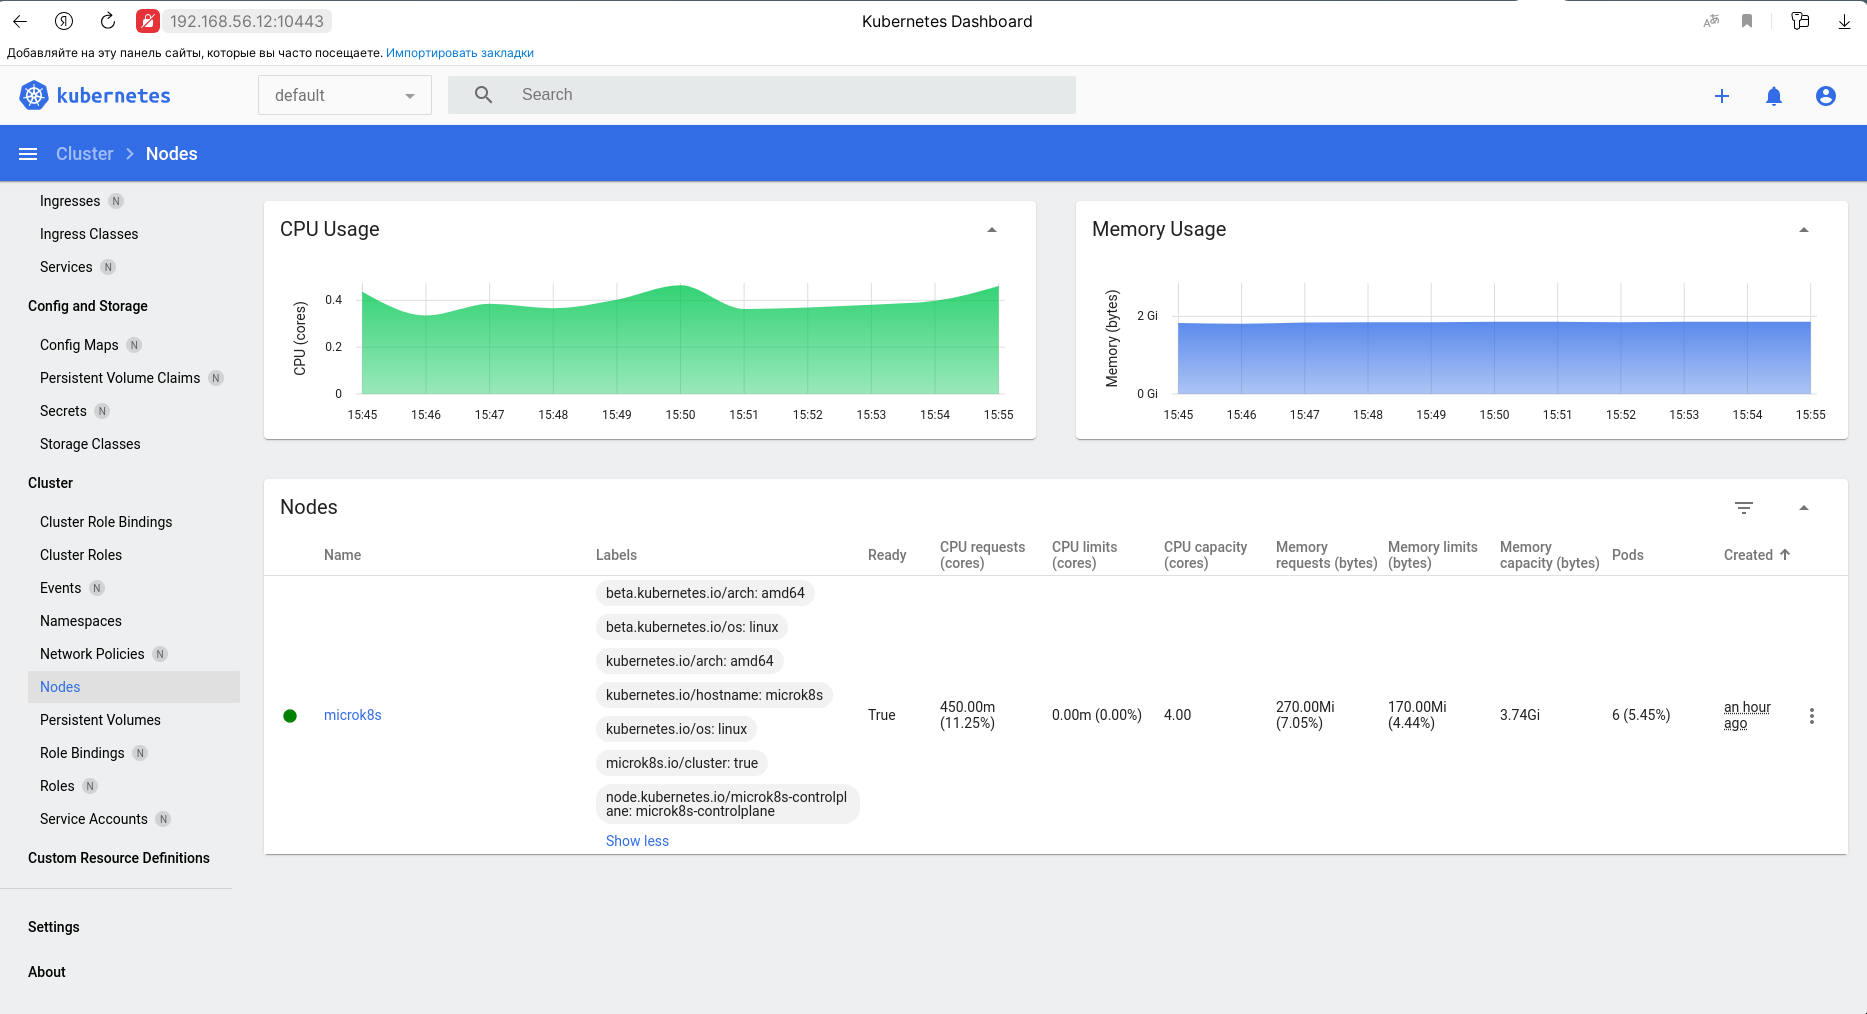 192.168.56.12:10443
Kubernetes Dashboard
Добавляйте на эту панель сайты, которые вы часто посещаете. Импортировать закладки
kubernetes
default
Search
Cluster > Nodes
Ingresses N
Ingress Classes
Services N
Config and Storage
Config Maps N
Persistent Volume Claims N
Secrets N
Storage Classes
Cluster
Cluster Role Bindings
Cluster Roles
Events N
Namespaces
Network Policies N
Nodes
Persistent Volumes
Role Bindings N
Roles N
Service Accounts N
Custom Resource Definitions
Settings
About
CPU Usage
CPU (cores)
0.4
0.2
0
15:45 15:46 15:47 15:48 15:49 15:50 15:51 15:52 15:53 15:54 15:55
Memory Usage
Memory (bytes)
2 Gi
0 Gi
15:45 15:46 15:47 15:48 15:49 15:50 15:51 15:52 15:53 15:54 15:55
Nodes
Name
Labels
Ready
CPU requests
(cores)
CPU limits
(cores)
CPU capacity
(cores)
Memory
requests (bytes)
Memory limits
(bytes)
Memory
capacity (bytes)
Pods
Created
microk8s
beta.kubernetes.io/arch: amd64
beta.kubernetes.io/os: linux
kubernetes.io/arch: amd64
kubernetes.io/hostname: microk8s
kubernetes.io/os: linux
microk8s.io/cluster: true
node.kubernetes.io/microk8s-controlpl
ane: microk8s-controlplane
Show less
True
450.00m
(11.25%)
0.00m (0.00%)
4.00
270.00Mi
(7.05%)
170.00Mi
(4.44%)
3.74Gi
6 (5.45%)
an hour
ago